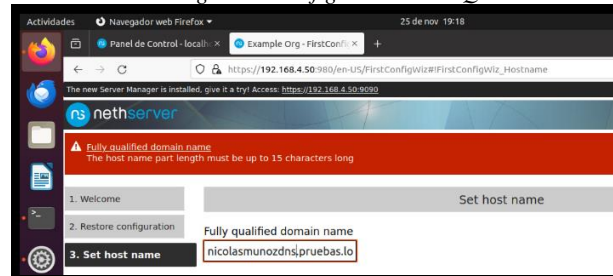 Actividades Navegador web Firefox 25 de nov 19:18
Panel de Control - localh × Example Org - FirstConfi × +
https://192.168.4.50:980/en-US/FirstConfigWiz#!FirstConfigWiz_Hostname
The new Server Manager is installed, give it a try! Access: https://192.168.4.50:9090
ns nethserver
Fully qualified domain name
The host name part length must be up to 15 characters long
1. Welcome
Set host name
2. Restore configuration
Fully qualified domain name
3. Set host name
nicolasmunozdns.pruebas.lo